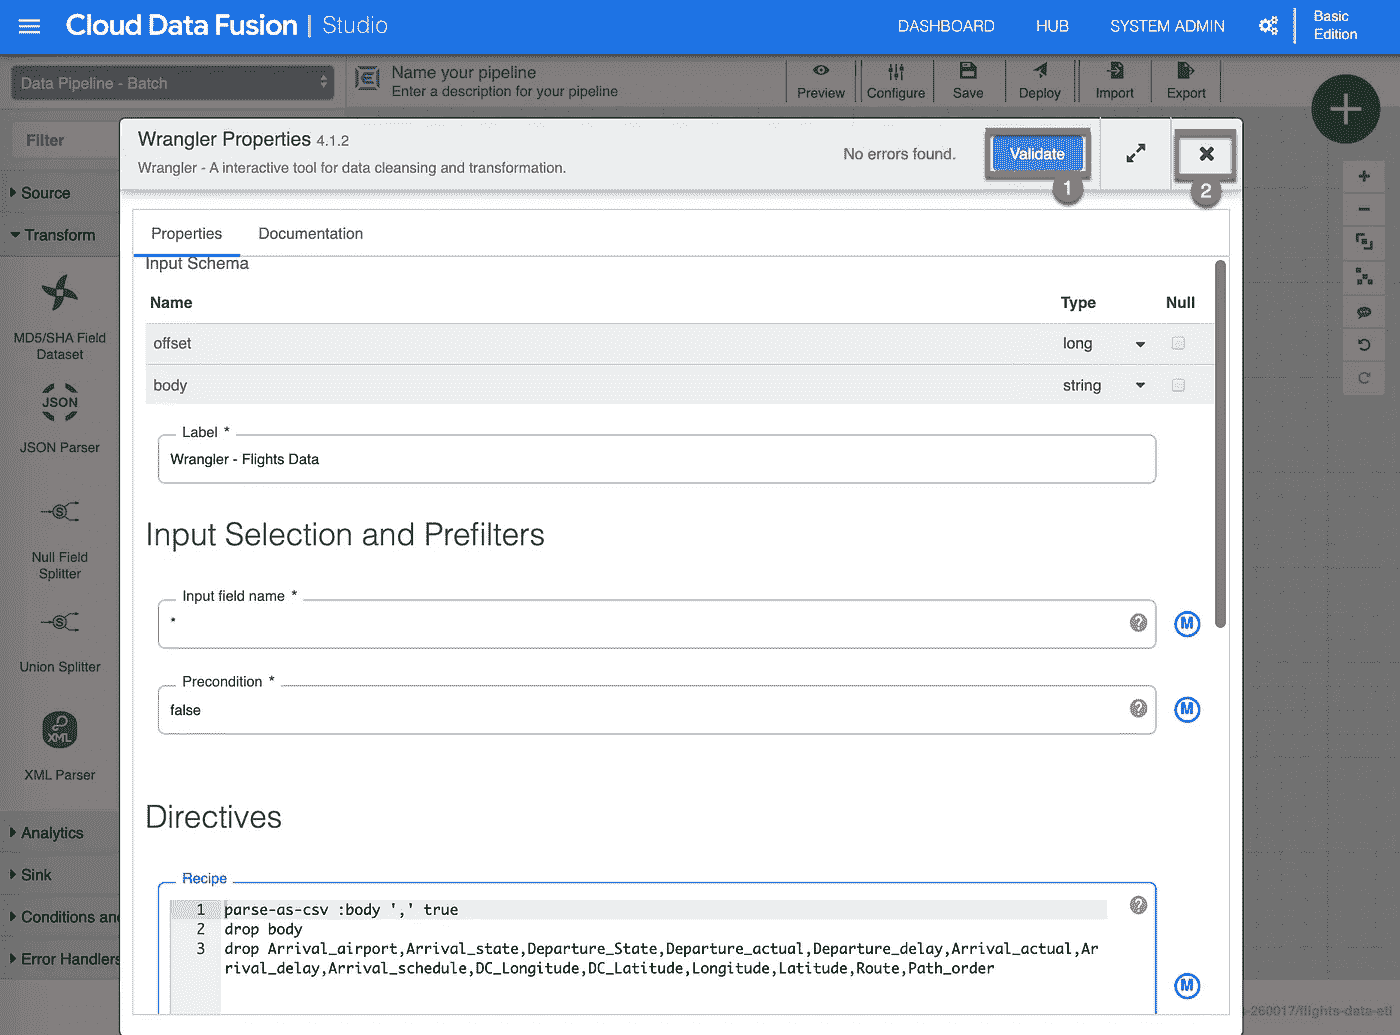 Cloud Data Fusion | Studio
DASHBOARD
HUB
SYSTEM ADMIN
Basic
Edition
Data Pipeline - Batch
Name your pipeline
Enter a description for your pipeline
Preview
Configure
Save
Deploy
Import
Export
Filter
Source
Transform
MD5/SHA Field
Dataset
JSON
JSON Parser
Null Field
Splitter
Union Splitter
XML
XML Parser
Analytics
Sink
Conditions an
Error Handlers
Wrangler Properties 4.1.2
Wrangler - A interactive tool for data cleansing and transformation.
No errors found.
Validate
1
2
Properties
Documentation
Input Schema
Name
Type
Null
offset
long
body
string
Label *
Wrangler - Flights Data
Input Selection and Prefilters
Input field name *
*
M
Precondition *
false
M
Directives
Recipe
1 parse-as-csv :body ',' true
2 drop body
3 drop Arrival_airport,Arrival_state,Departure_State,Departure_actual,Departure_delay,Arrival_actual,Ar
rival_delay,Arrival_schedule,DC_Longitude,DC_Latitude,Longitude,Latitude,Route,Path_order
M
-260017/flights-data-etl